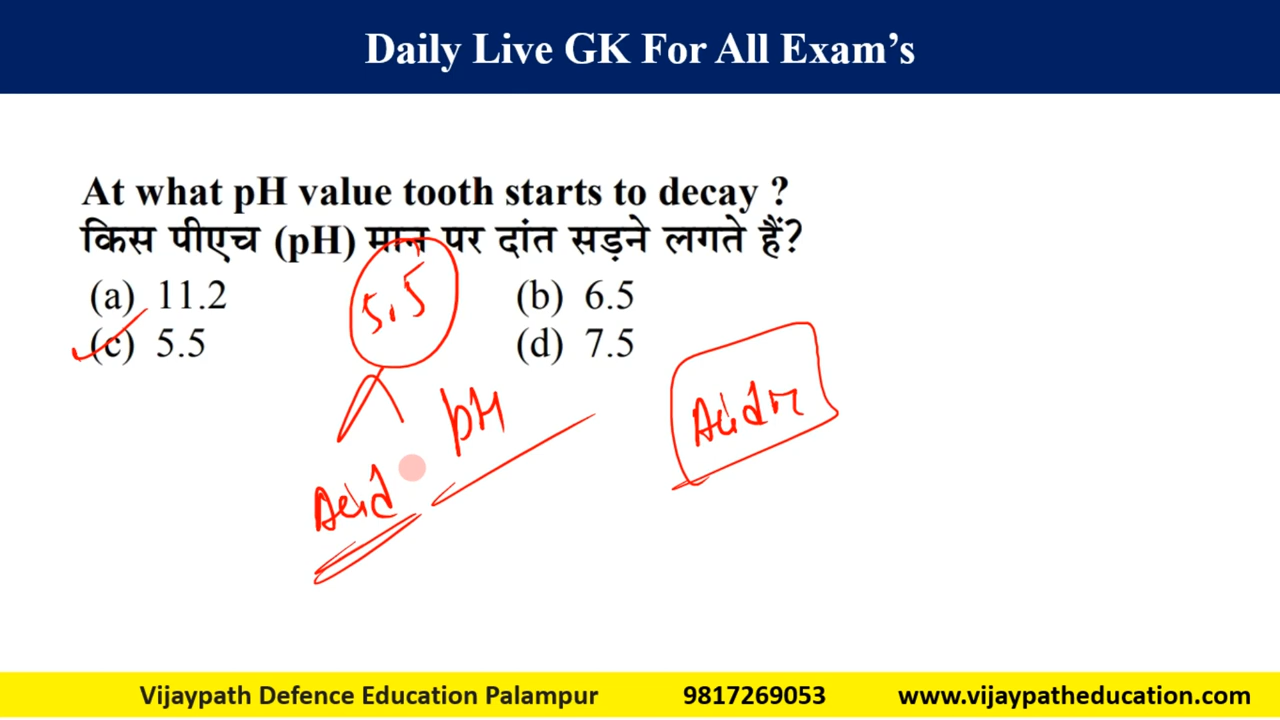 Daily Live GK For All Exam's
At what pH value tooth starts to decay ?
किस पीएच (pH) मान पर दांत सड़ने लगते हैं?
(a) 11.2 (b) 6.5
(c) 5.5 (d) 7.5
5.5
pH
Acid
Vijaypath Defence Education Palampur 9817269053 www.vijaypatheducation.com